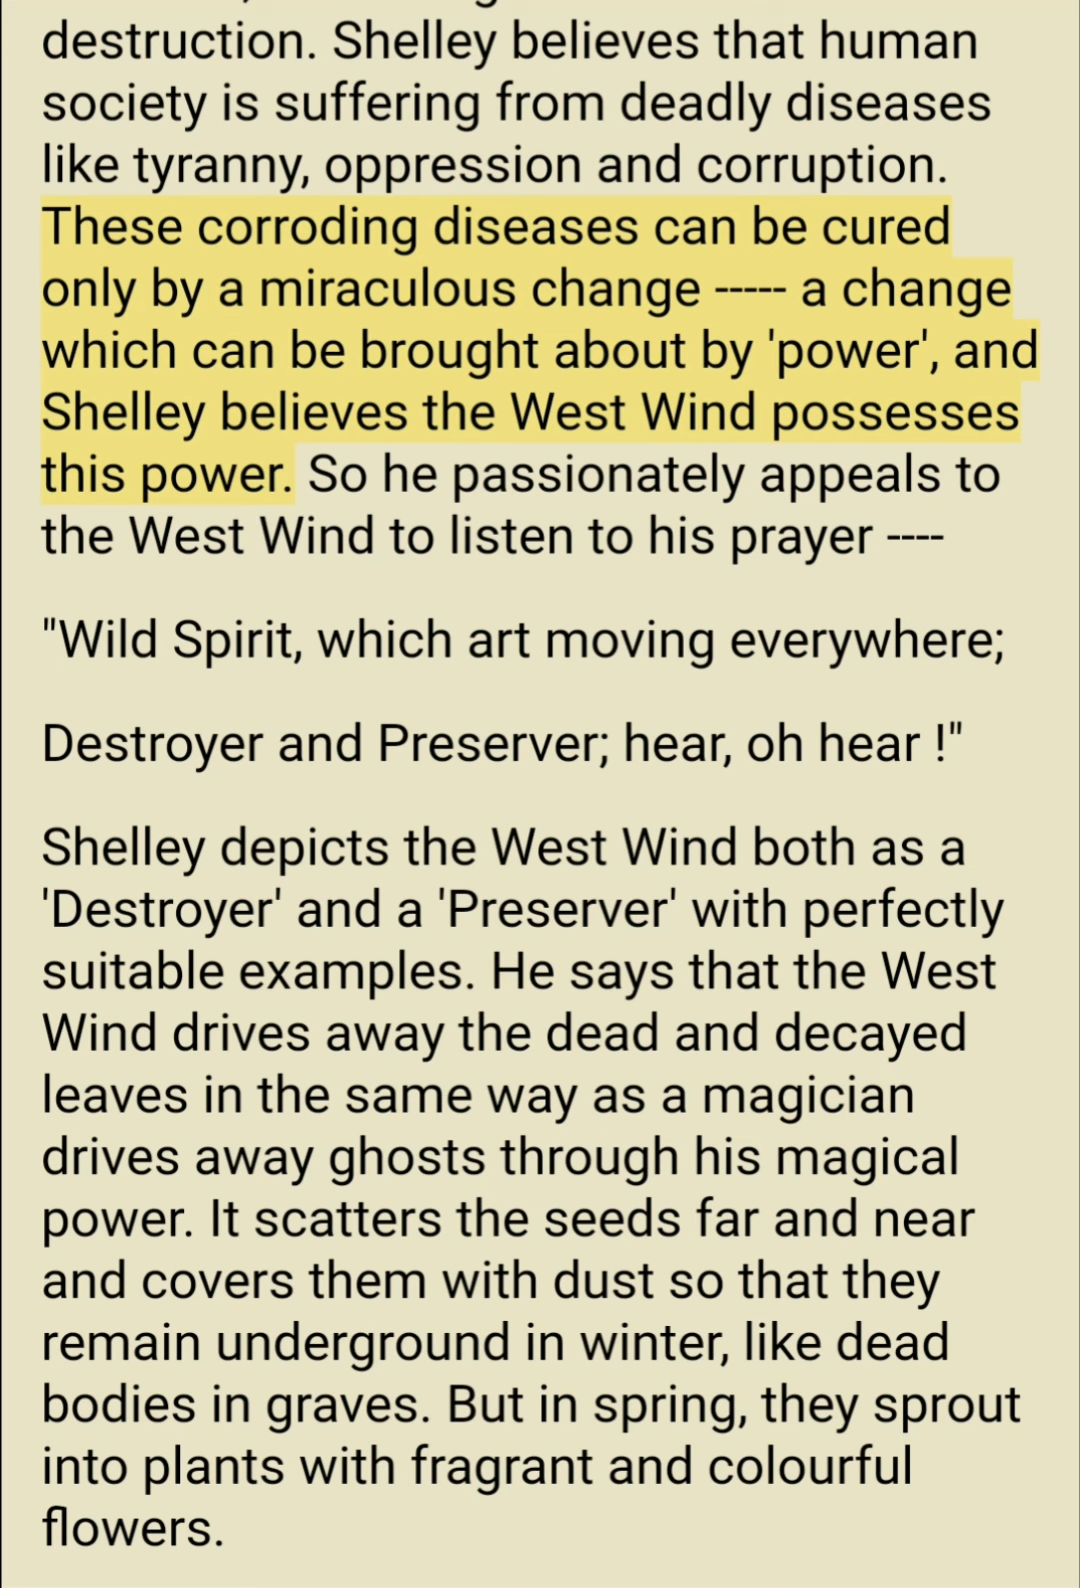 destruction. Shelley believes that human
society is suffering from deadly diseases
like tyranny, oppression and corruption.
These corroding diseases can be cured
only by a miraculous change ----- a change
which can be brought about by 'power', and
Shelley believes the West Wind possesses
this power. So he passionately appeals to
the West Wind to listen to his prayer ----
"Wild Spirit, which art moving everywhere;
Destroyer and Preserver; hear, oh hear !"
Shelley depicts the West Wind both as a
'Destroyer' and a 'Preserver' with perfectly
suitable examples. He says that the West
Wind drives away the dead and decayed
leaves in the same way as a magician
drives away ghosts through his magical
power. It scatters the seeds far and near
and covers them with dust so that they
remain underground in winter, like dead
bodies in graves. But in spring, they sprout
into plants with fragrant and colourful
flowers.